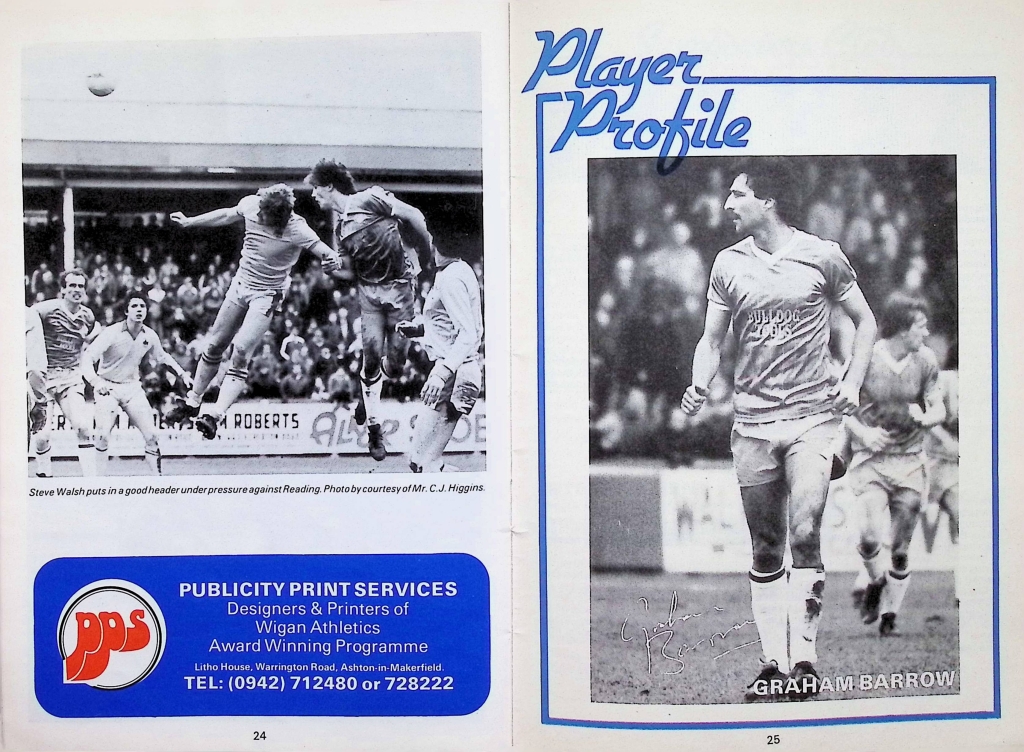 M ROBERTS
Steve Walsh puts in a good header under pressure against Reading. Photo by courtesy of Mr. C.J. Higgins.
pps
PUBLICITY PRINT SERVICES
Designers & Printers of
Wigan Athletics
Award Winning Programme
Litho House, Warrington Road, Ashton-in-Makerfield.
TEL: (0942) 712480 or 728222
24
Player
Profile
BULLDOG
TOOLS
Graham
Barrow
GRAHAM BARROW
25